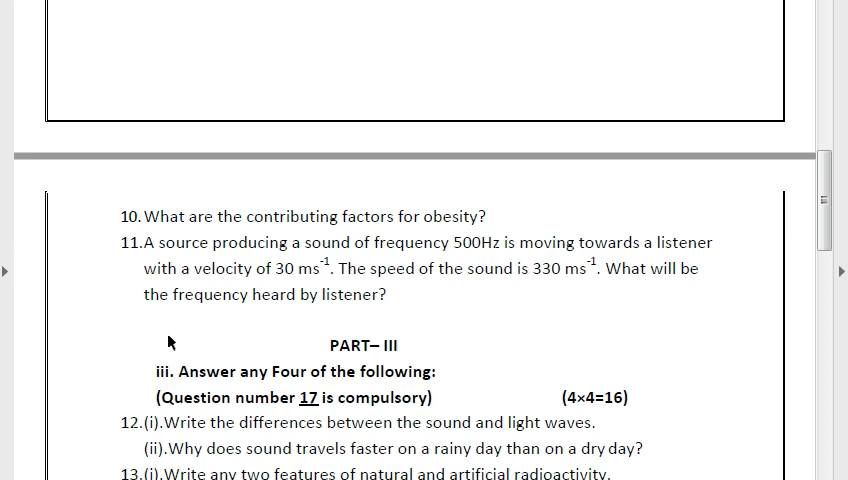 10. What are the contributing factors for obesity?
11.A source producing a sound of frequency 500Hz is moving towards a listener
with a velocity of 30 ms-1. The speed of the sound is 330 ms-1. What will be
the frequency heard by listener?
PART– III
iii. Answer any Four of the following:
(Question number 17 is compulsory) (4×4=16)
12.(i).Write the differences between the sound and light waves.
(ii).Why does sound travels faster on a rainy day than on a dry day?
13.(i).Write any two features of natural and artificial radioactivity.